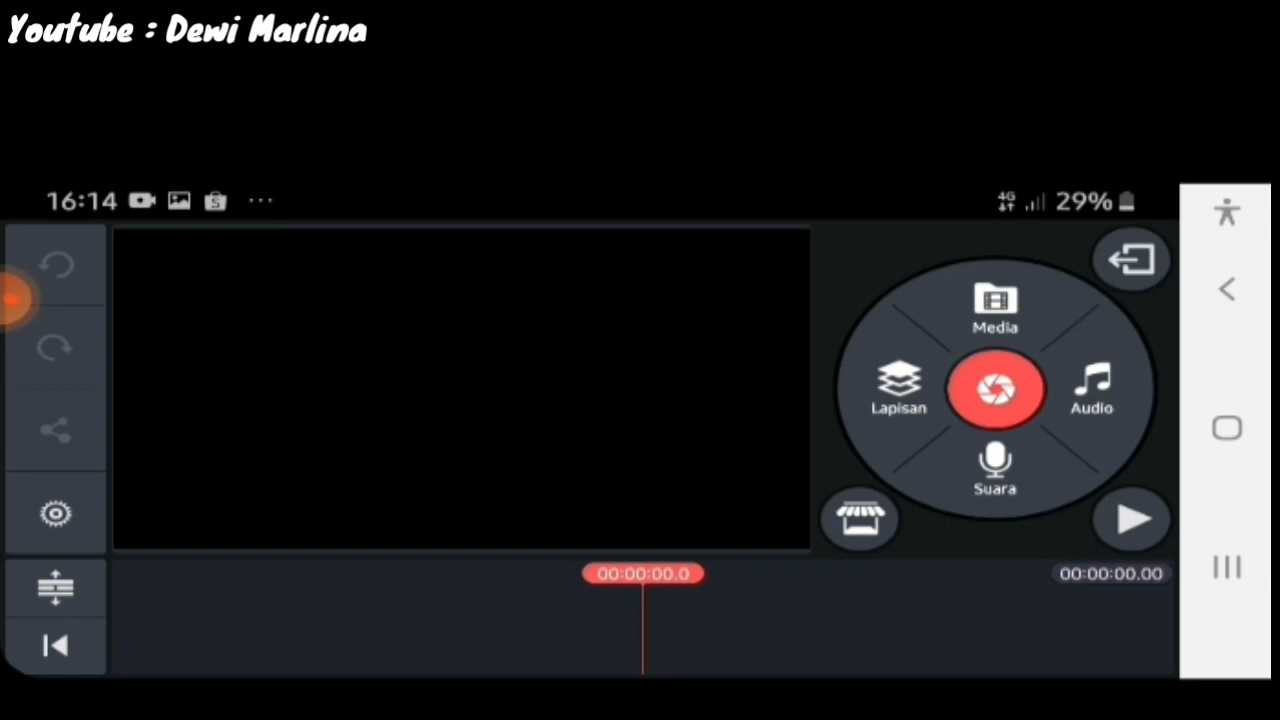 Youtube : Dewi Marlina
16:14
4G 29%
Media
Lapisan
Audio
Suara
00:00:00.0
00:00:00.00